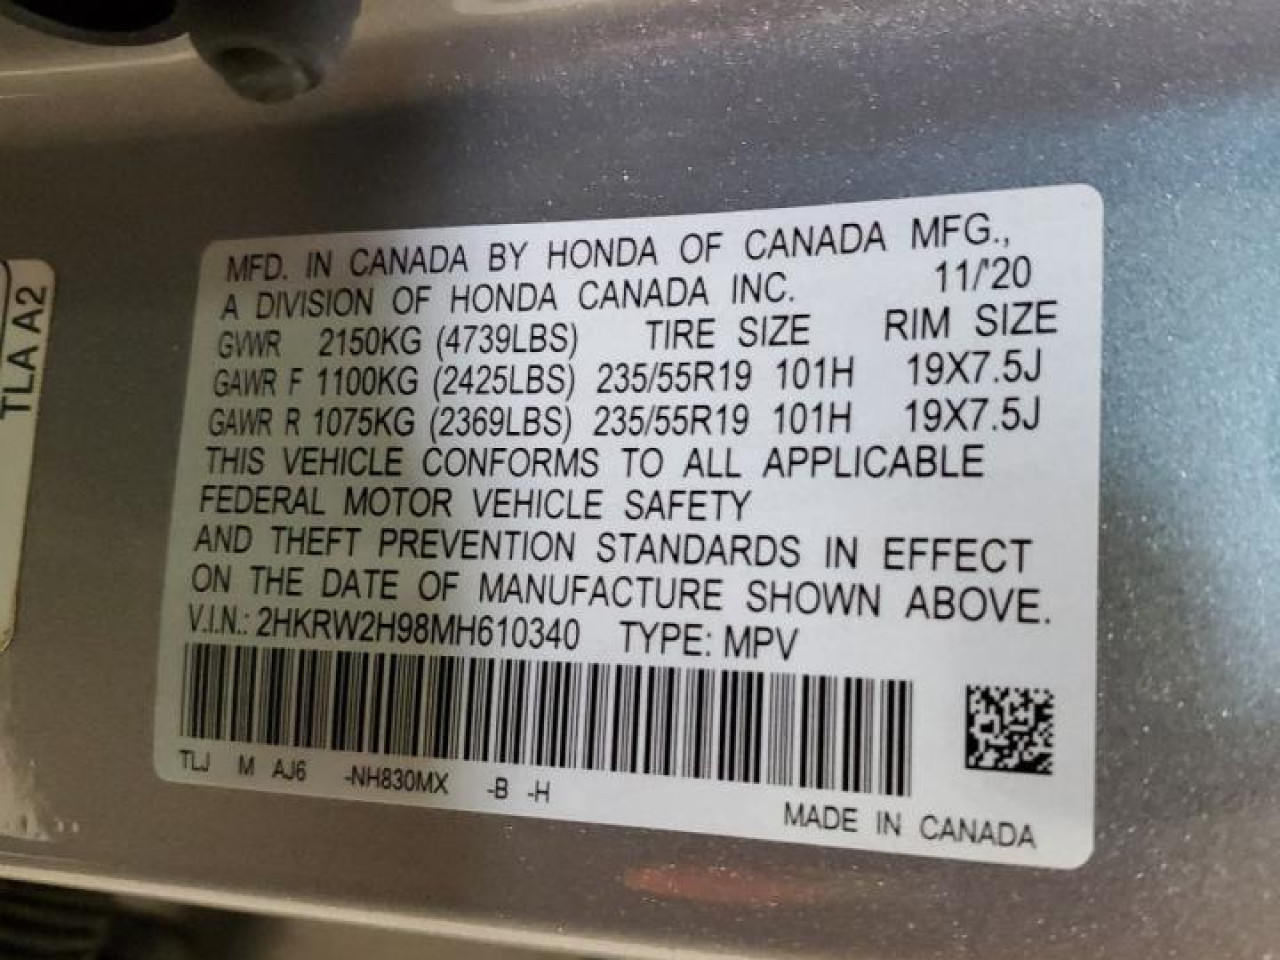 MFD. IN CANADA BY HONDA OF CANADA MFG.,
A DIVISION OF HONDA CANADA INC. 11/'20
GVWR 2150KG (4739LBS) TIRE SIZE RIM SIZE
GAWR F 1100KG (2425LBS) 235/55R19 101H 19X7.5J
GAWR R 1075KG (2369LBS) 235/55R19 101H 19X7.5J
THIS VEHICLE CONFORMS TO ALL APPLICABLE
FEDERAL MOTOR VEHICLE SAFETY
AND THEFT PREVENTION STANDARDS IN EFFECT
ON THE DATE OF MANUFACTURE SHOWN ABOVE.
V.I.N.: 2HKRW2H98MH610340 TYPE: MPV
TLJ M AJ6 -NH830MX -B -H
MADE IN CANADA
TLA A2